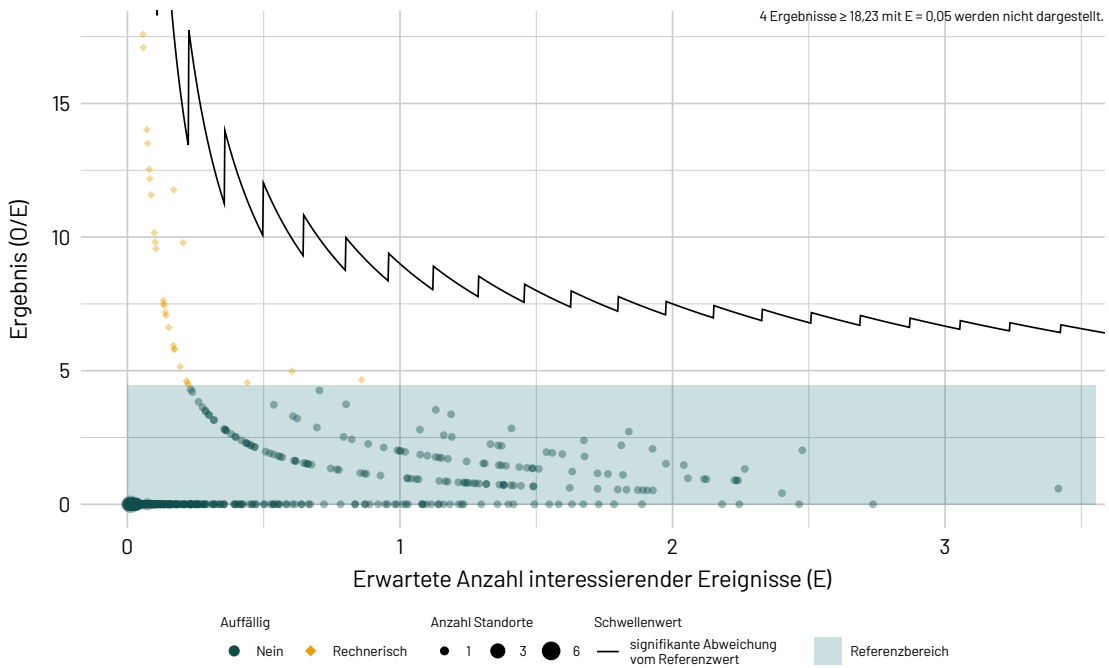 4 Ergebnisse ≥ 18,23 mit E = 0,05 werden nicht dargestellt.
Ergebnis (O/E)
15
10
5
0
0 1 2 3
Erwartete Anzahl interessierender Ereignisse (E)
Auffällig Anzahl Standorte Schwellenwert
Nein Rechnerisch 1 3 6 signifikante Abweichung
vom Referenzwert Referenzbereich